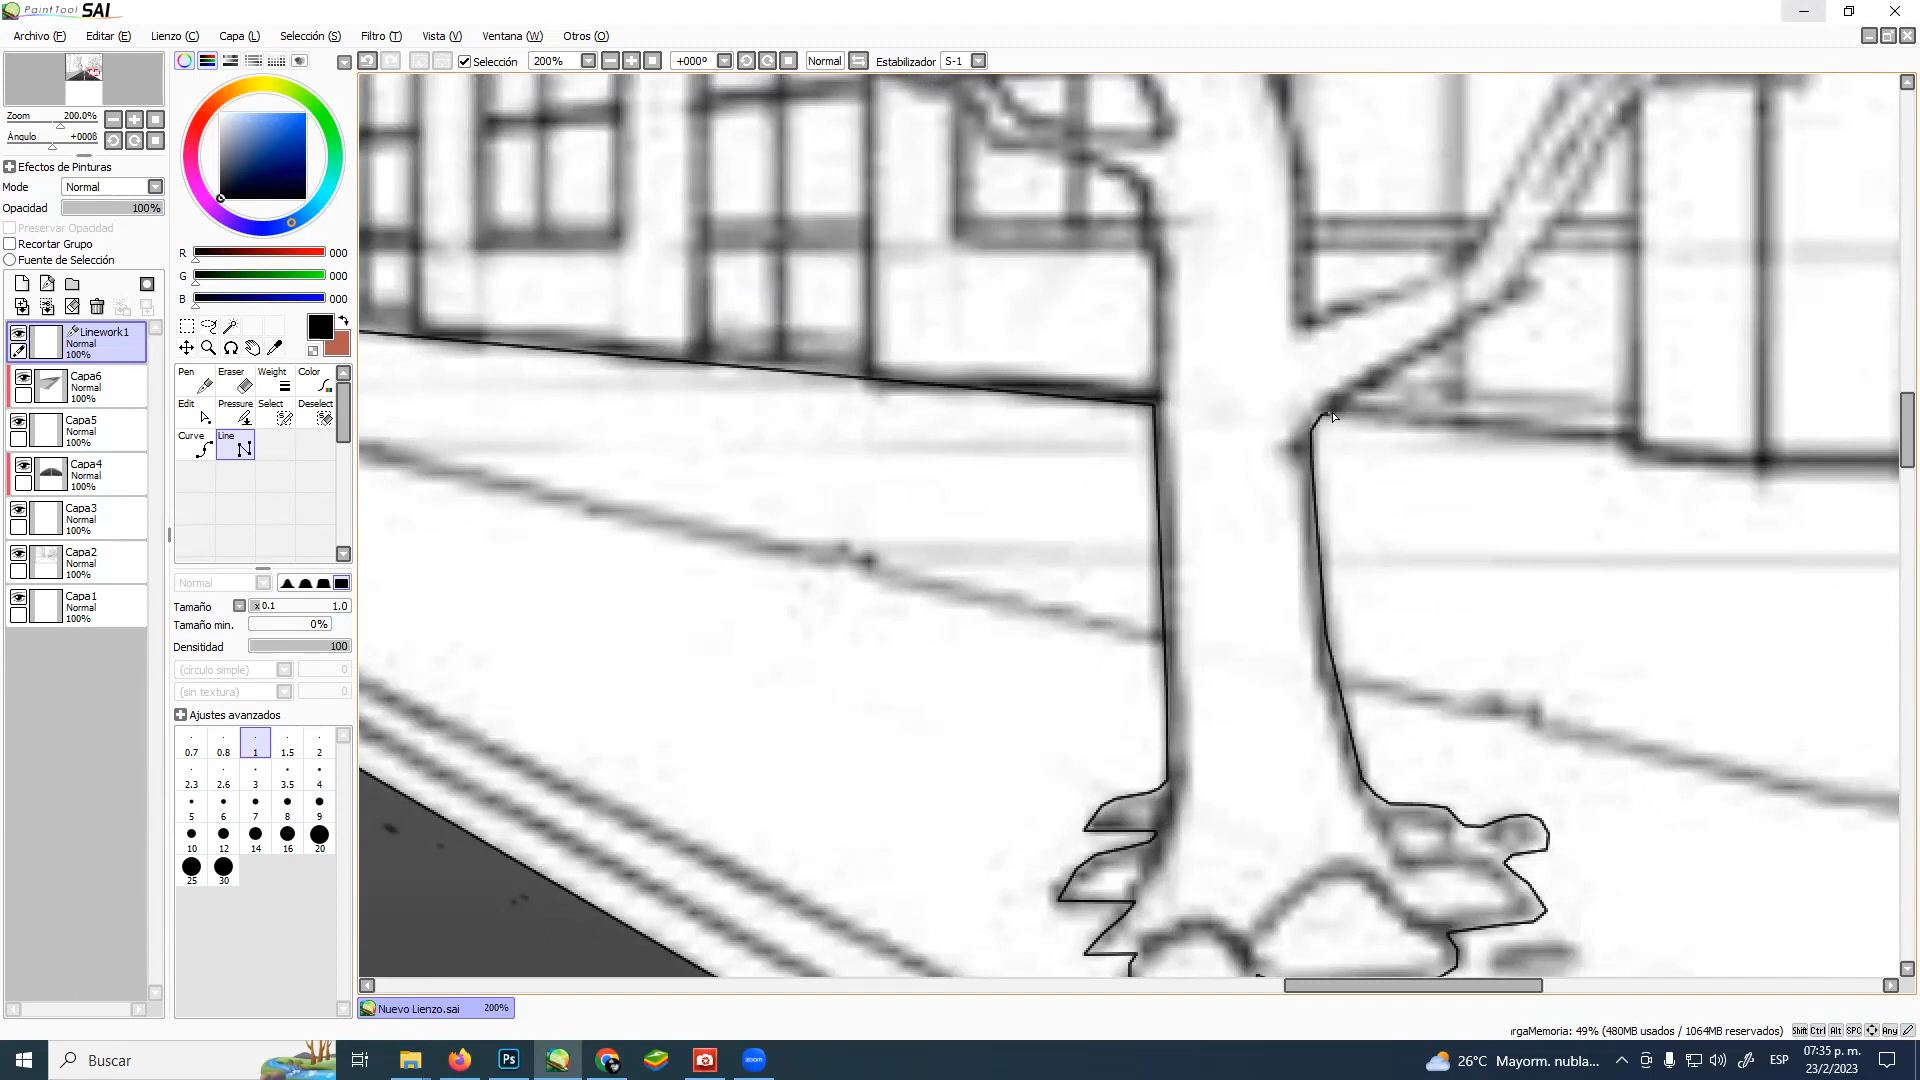 PaintTool SAI
Archivo (F) Editar (E) Lienzo (C) Capa (L) Selección (S) Filtro (T) Vista (V) Ventana (W) Otros (O)
Selección 200% +000º Normal Estabilizador S-1
Zoom 200.0%
Ángulo +000ß
Efectos de Pinturas
Mode Normal
Opacidad 100%
Preservar Opacidad
Recortar Grupo
Fuente de Selección
R 000
G 000
B 000
Linework1
Normal
100%
Capa6
Normal
100%
Capa5
Normal
100%
Capa4
Normal
100%
Capa3
Normal
100%
Capa2
Normal
100%
Capa1
Normal
100%
Pen Eraser Weight Color
Edit Pressure Select Deselect
Curve Line
Normal
Tamaño x 0.1 1.0
Tamaño min. 0%
Densitidad 100
(círculo simple) 0
(sin textura) 0
Ajustes avanzados
0.7 0.8 1 1.5 2
2.3 2.6 3 3.5 4
5 6 7 8 9
10 12 14 16 20
25 30
Nuevo Lienzo.sai 200%
rgaMemoria: 49% (480MB usados / 1064MB reservados) Shift Ctrl Alt SPC Any
Buscar
Ps
zoom
26°C Mayorm. nubla...
ESP
07:35 p. m.
23/2/2023